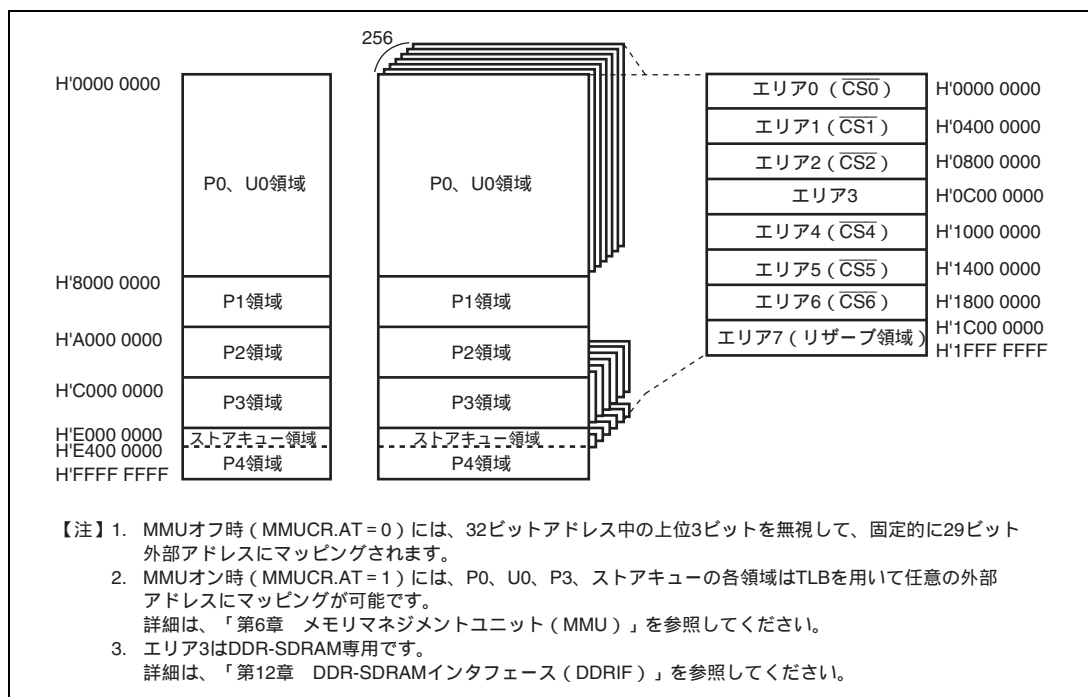 256
H'0000 0000
H'8000 0000
H'A000 0000
H'C000 0000
H'E000 0000
H'E400 0000
H'FFFF FFFF
P0、U0領域
P1領域
P2領域
P3領域
ストアキュー領域
P4領域
P0、U0領域
P1領域
P2領域
P3領域
ストアキュー領域
P4領域
エリア0（CS0） H'0000 0000
エリア1（CS1） H'0400 0000
エリア2（CS2） H'0800 0000
エリア3 H'0C00 0000
エリア4（CS4） H'1000 0000
エリア5（CS5） H'1400 0000
エリア6（CS6） H'1800 0000
エリア7（リザーブ領域） H'1C00 0000
H'1FFF FFFF
【注】1. MMUオフ時（MMUCR.AT = 0）には、32ビットアドレス中の上位3ビットを無視して、固定的に29ビット
外部アドレスにマッピングされます。
2. MMUオン時（MMUCR.AT = 1）には、P0、U0、P3、ストアキューの各領域はTLBを用いて任意の外部
アドレスにマッピングが可能です。
詳細は、「第6章　メモリマネジメントユニット（MMU）」を参照してください。
3. エリア3はDDR-SDRAM専用です。
詳細は、「第12章　DDR-SDRAMインタフェース（DDRIF）」を参照してください。